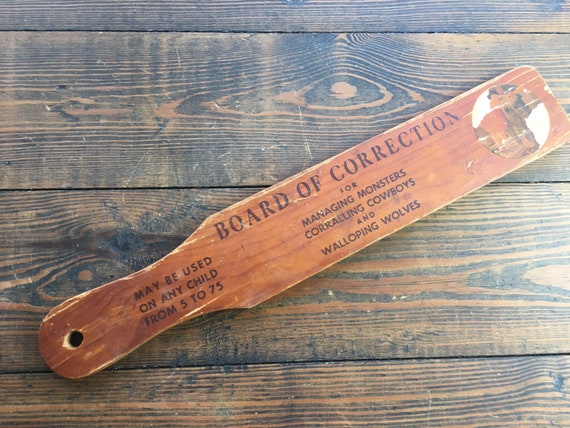 BOARD OF CORRECTION
FOR
MANAGING MONSTERS
CORRALLING COWBOYS
AND
WALLOPING WOLVES
MAY BE USED
ON ANY CHILD
FROM 5 TO 75